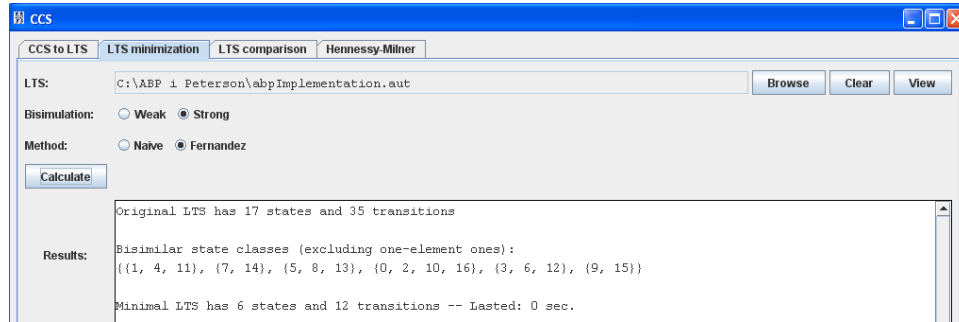 CCS
CCS to LTS LTS minimization LTS comparison Hennessy-Milner
LTS: C:\ABP i Peterson\abpImplementation.aut Browse Clear View
Bisimulation: Weak Strong
Method: Naive Fernandez
Calculate
Original LTS has 17 states and 35 transitions
Bisimilar state classes (excluding one-element ones):
Results:
{{1, 4, 11}, {7, 14}, {5, 8, 13}, {0, 2, 10, 16}, {3, 6, 12}, {9, 15}}
Minimal LTS has 6 states and 12 transitions -- Lasted: 0 sec.